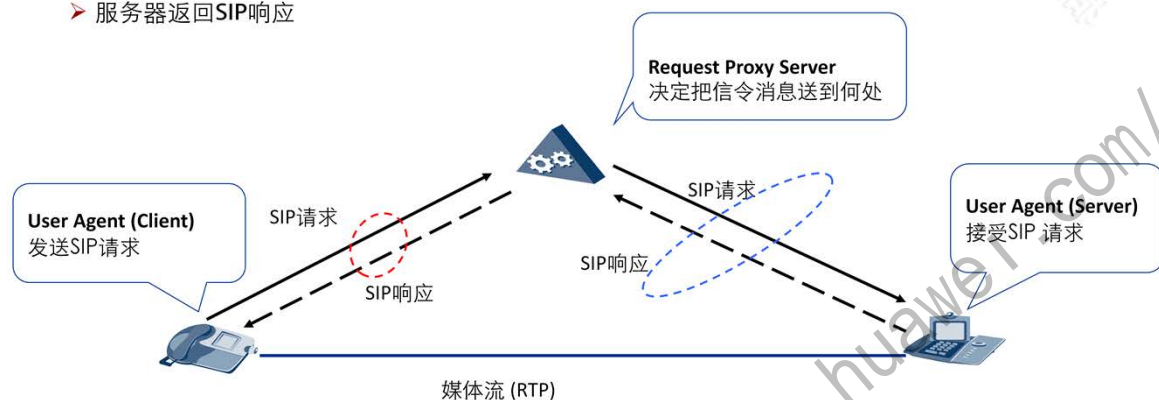 ➢ 服务器返回SIP响应
Request Proxy Server
决定把信令消息送到何处
User Agent (Client)
发送SIP请求
SIP请求
SIP响应
SIP请求
SIP响应
User Agent (Server)
接受SIP 请求
媒体流 (RTP)
huawei.com/